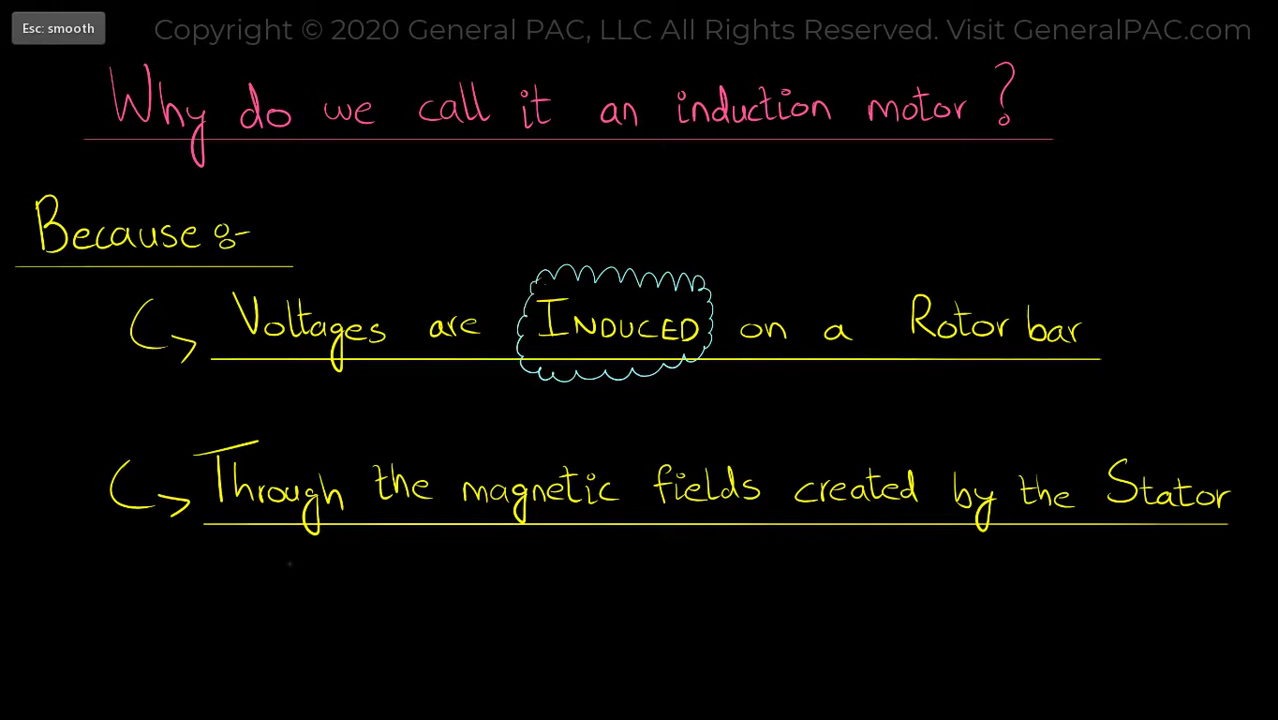 Esc: smooth
Copyright © 2020 General PAC, LLC All Rights Reserved. Visit GeneralPAC.com
Why do we call it an induction motor?
Because :-
Voltages are INDUCED on a Rotor bar
Through the magnetic fields created by the Stator